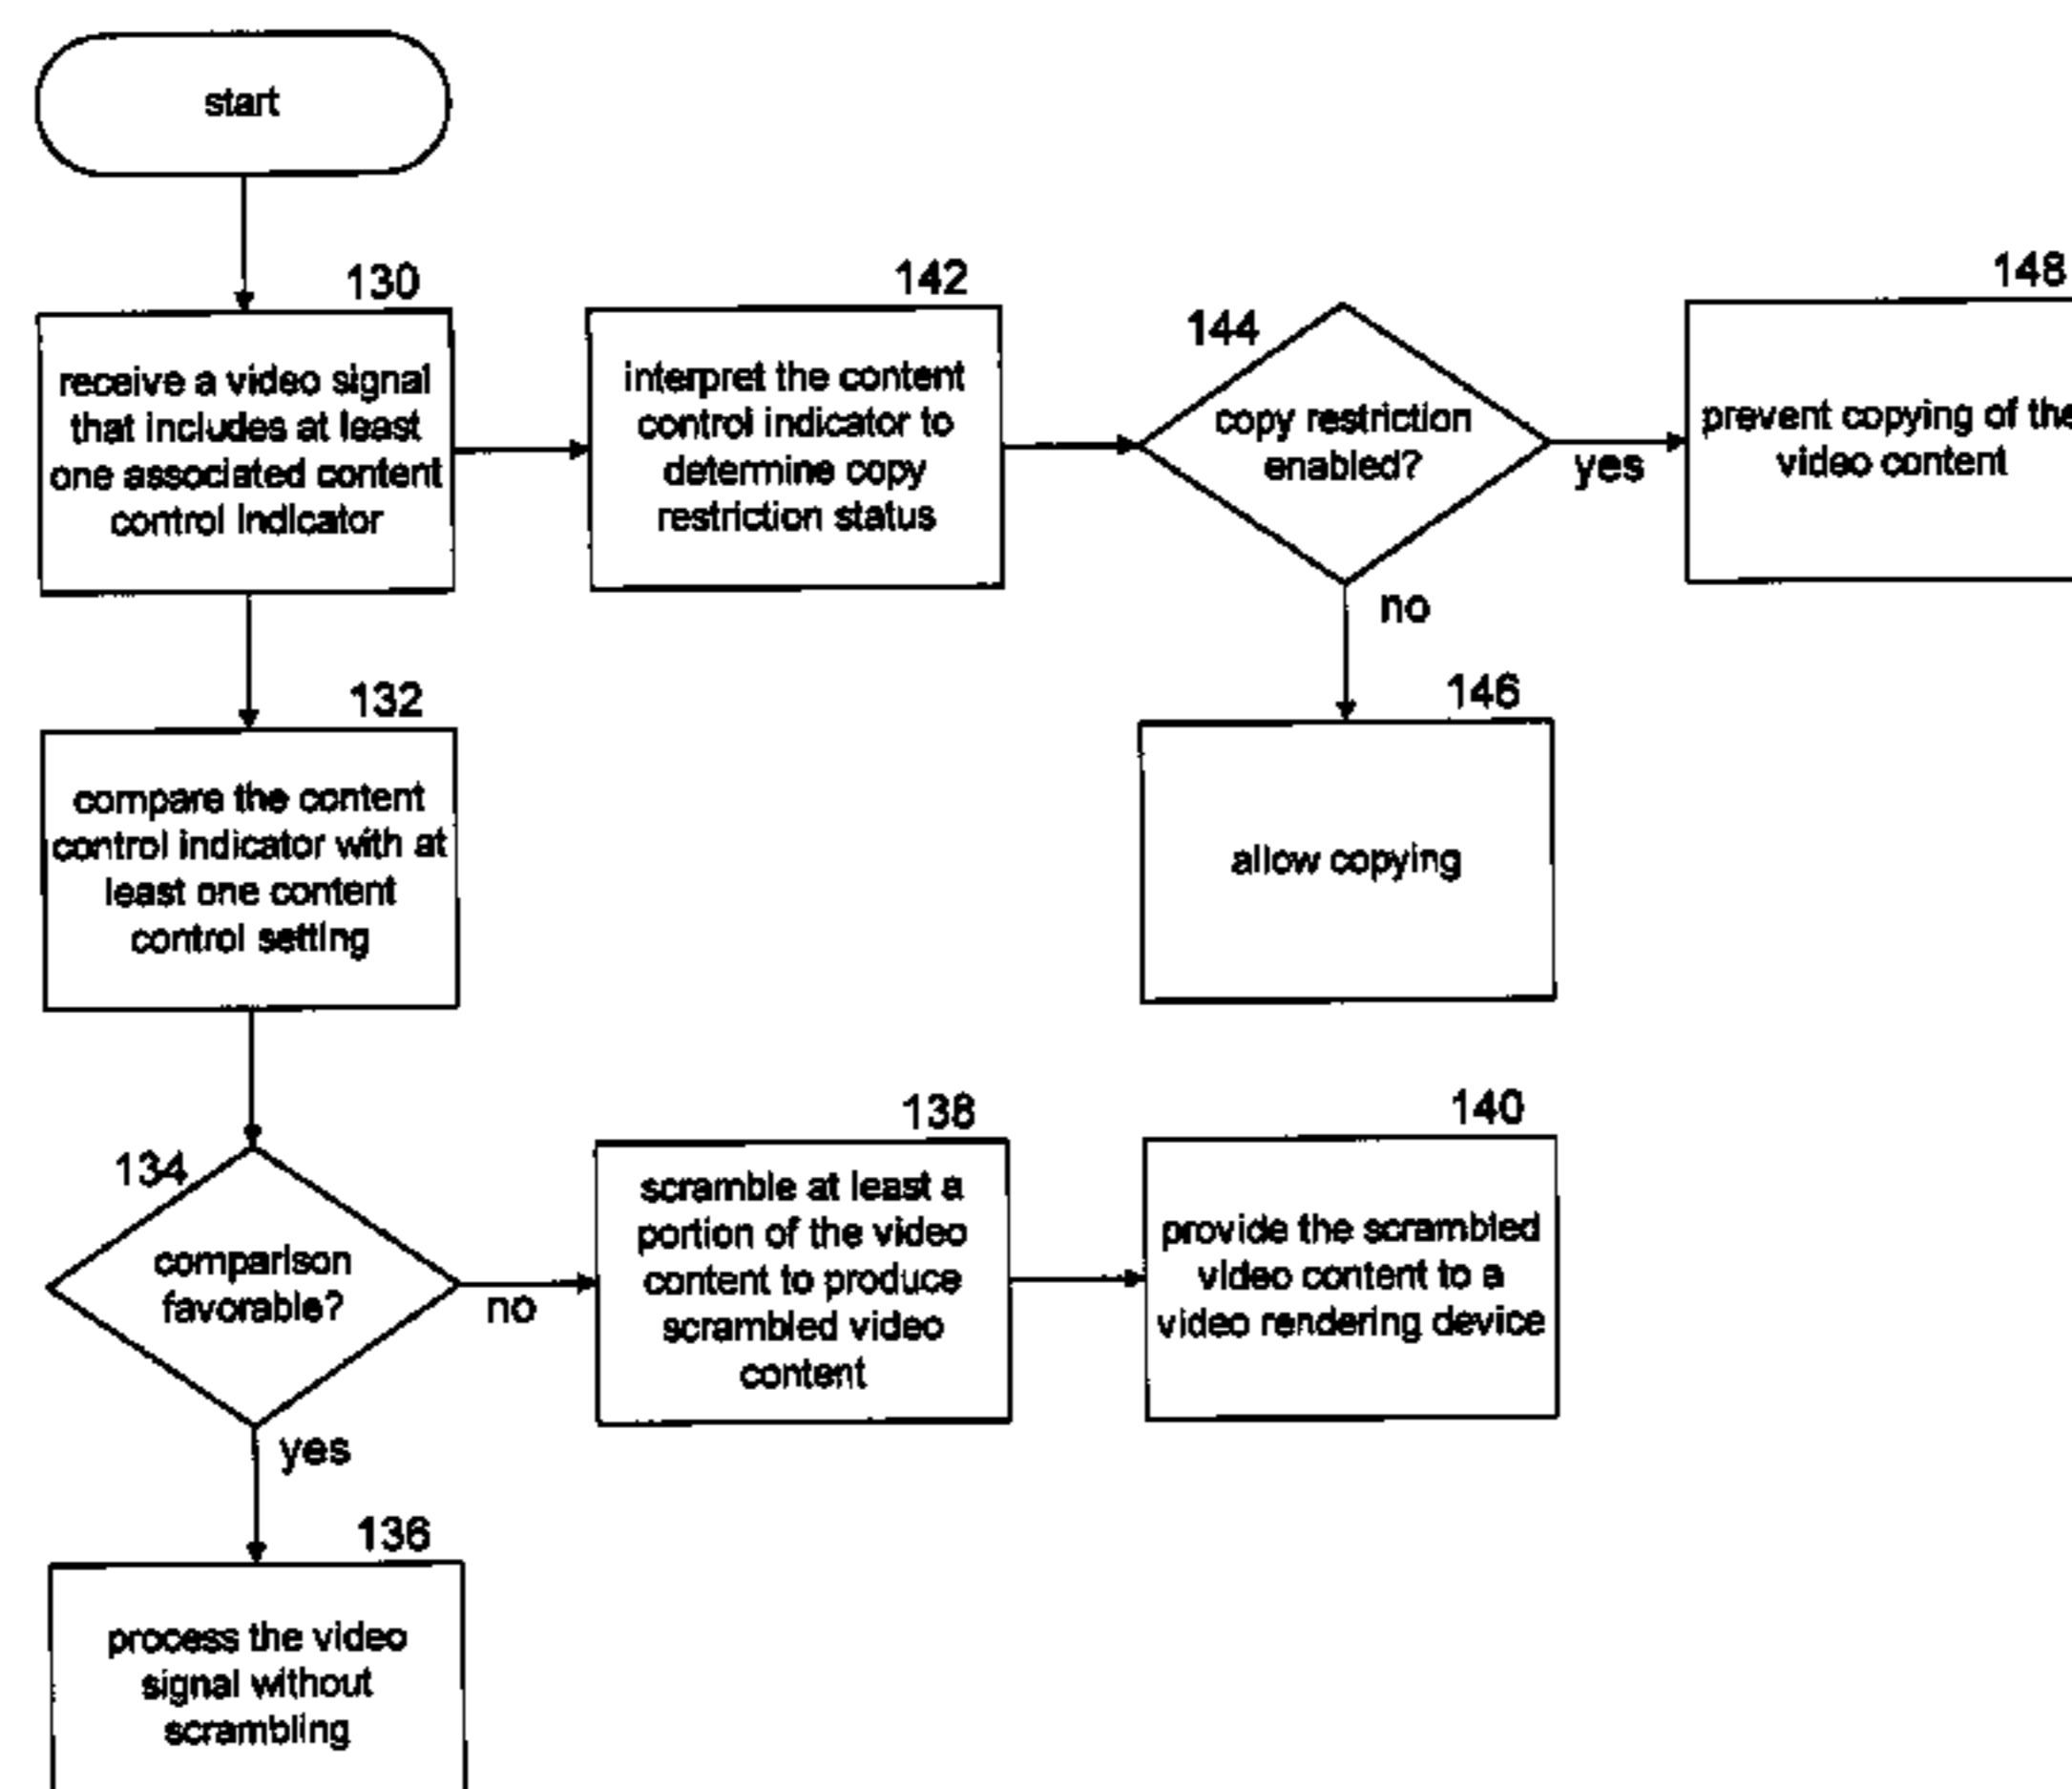 start
130
receive a video signal
that includes at least
one associated content
control indicator
142
interpret the content
control indicator to
determine copy
restriction status
144
copy restriction
enabled?
yes
no
148
prevent copying of the
video content
146
allow copying
132
compare the content
control indicator with at
least one content
control setting
134
comparison
favorable?
no
yes
138
scramble at least a
portion of the video
content to produce
scrambled video
content
140
provide the scrambled
video content to a
video rendering device
136
process the video
signal without
scrambling